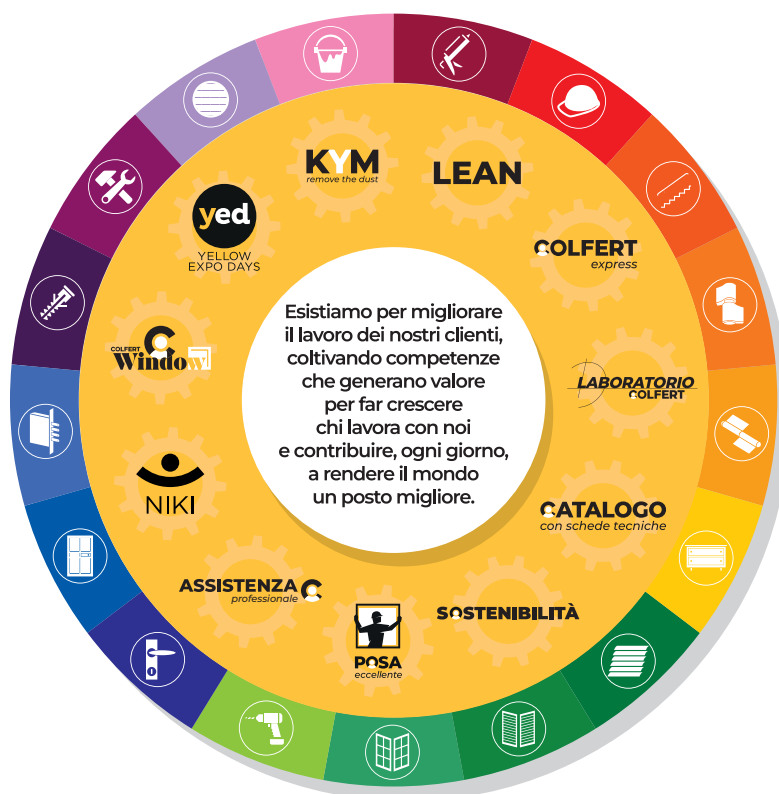 KYM
remove the dust
LEAN
COLFERT
express
LABORATORIO
COLFERT
CATALOGO
con schede tecniche
SOSTENIBILITÀ
POSA
eccellente
ASSISTENZA
professionale
NIKI
COLFERT
Window
yed
YELLOW
EXPO DAYS
Esistiamo per migliorare
il lavoro dei nostri clienti,
coltivando competenze
che generano valore
per far crescere
chi lavora con noi
e contribuire, ogni giorno,
a rendere il mondo
un posto migliore.